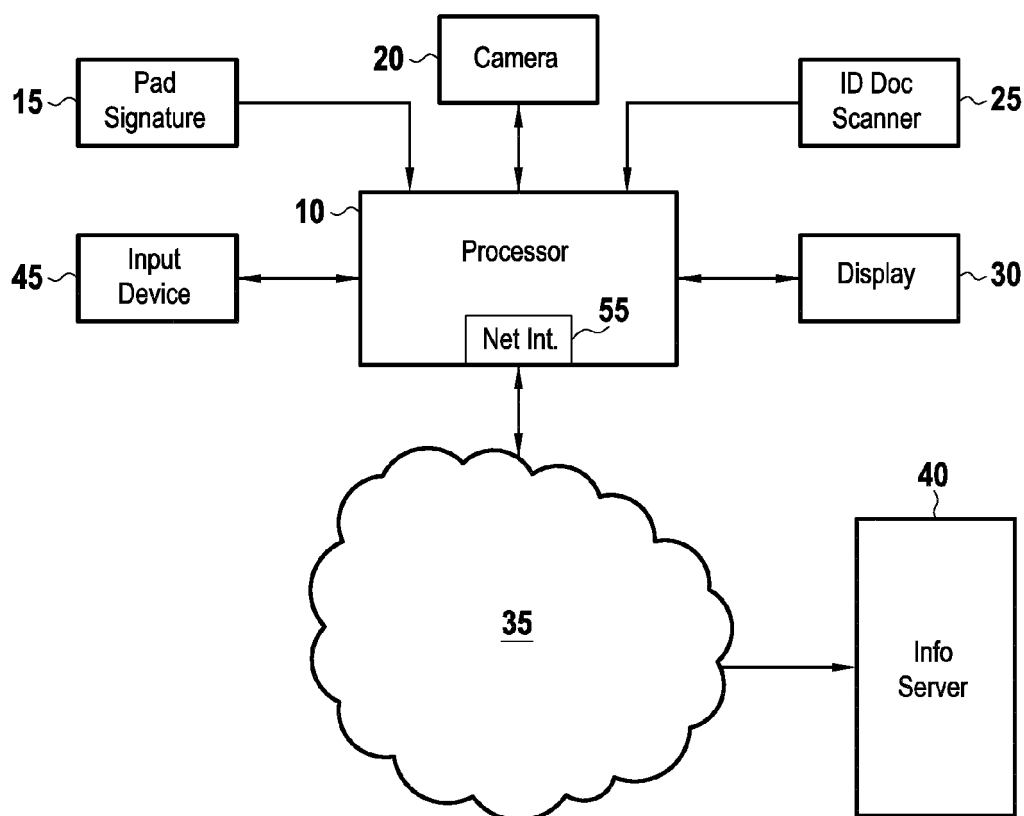 20
Camera
15
Pad
Signature
ID Doc
Scanner
25
10
Processor
45
Input
Device
Display
30
Net Int.
55
35
40
Info
Server